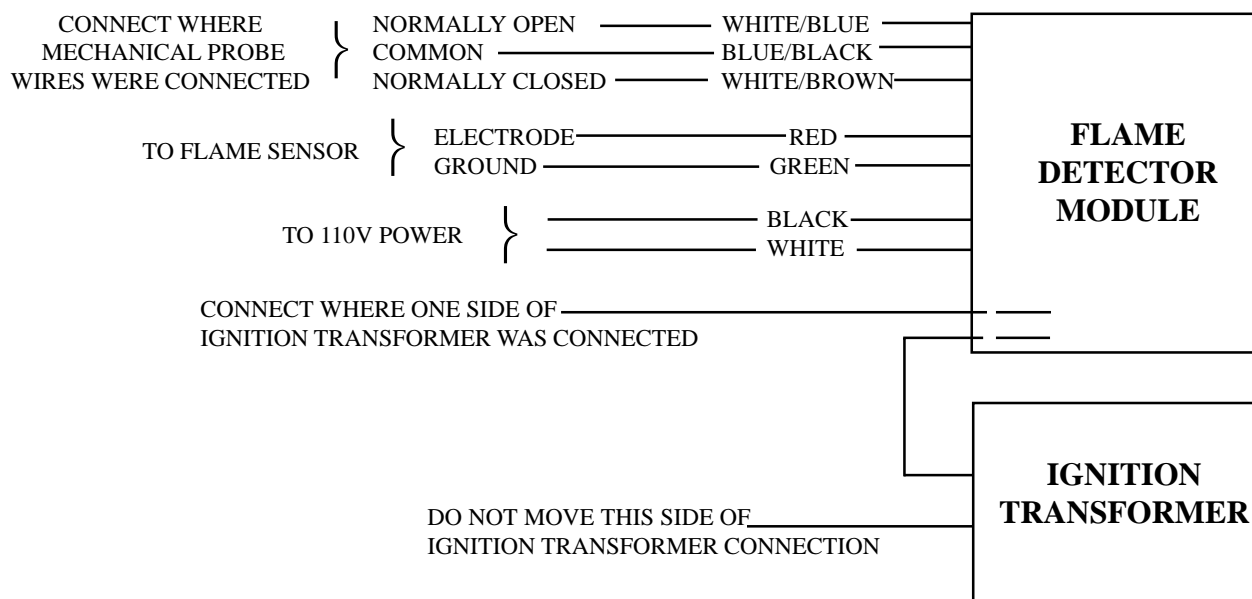 CONNECT WHERE
MECHANICAL PROBE
WIRES WERE CONNECTED
NORMALLY OPEN WHITE/BLUE
COMMON BLUE/BLACK
NORMALLY CLOSED WHITE/BROWN
TO FLAME SENSOR
ELECTRODE RED
GROUND GREEN
TO 110V POWER
BLACK
WHITE
FLAME
DETECTOR
MODULE
CONNECT WHERE ONE SIDE OF
IGNITION TRANSFORMER WAS CONNECTED
IGNITION
TRANSFORMER
DO NOT MOVE THIS SIDE OF
IGNITION TRANSFORMER CONNECTION